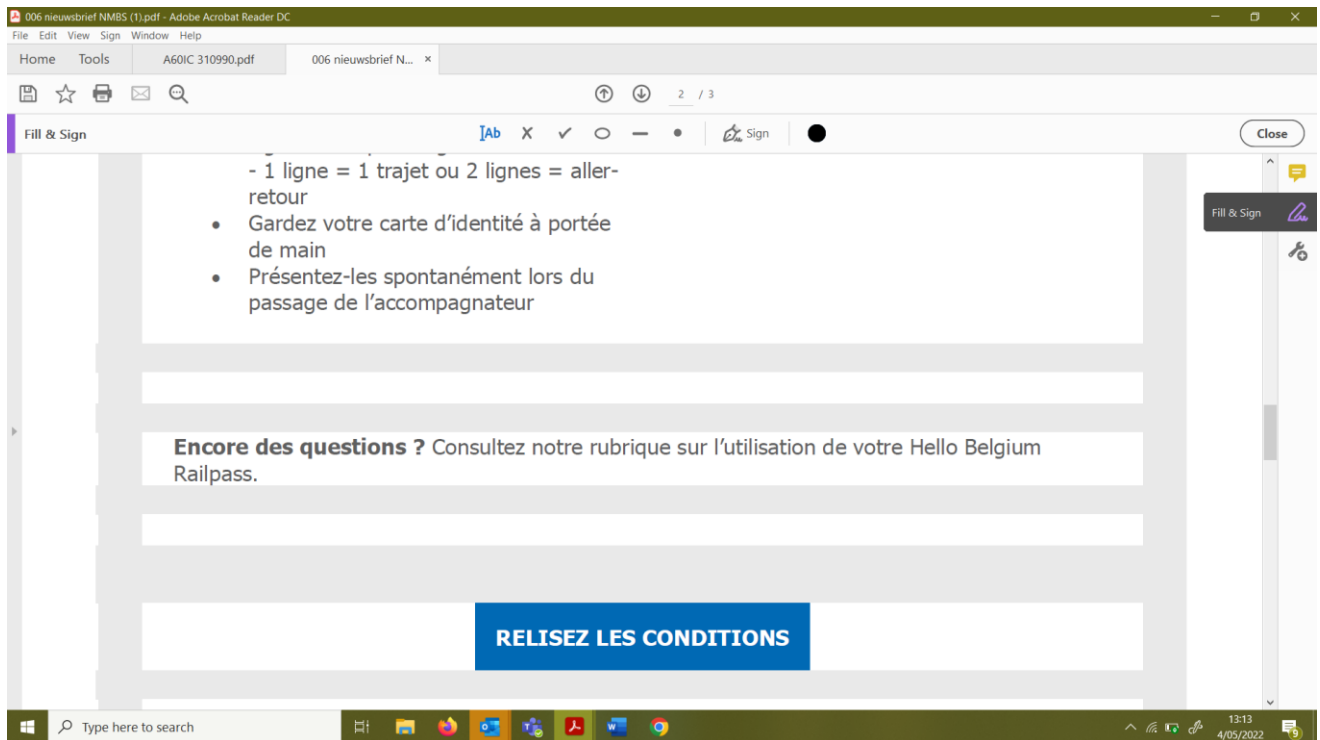 006 nieuwsbrief NMBS (1).pdf - Adobe Acrobat Reader DC
File Edit View Sign Window Help
Home Tools A60IC 310990.pdf 006 nieuwsbrief N... ×
2 / 3
Fill & Sign Ab Sign Close
- 1 ligne = 1 trajet ou 2 lignes = aller-
retour
Fill & Sign
• Gardez votre carte d’identité à portée
de main
• Présentez-les spontanément lors du
passage de l’accompagnateur
Encore des questions ? Consultez notre rubrique sur l’utilisation de votre Hello Belgium
Railpass.
RELISEZ LES CONDITIONS
Type here to search
13:13
4/05/2022
9